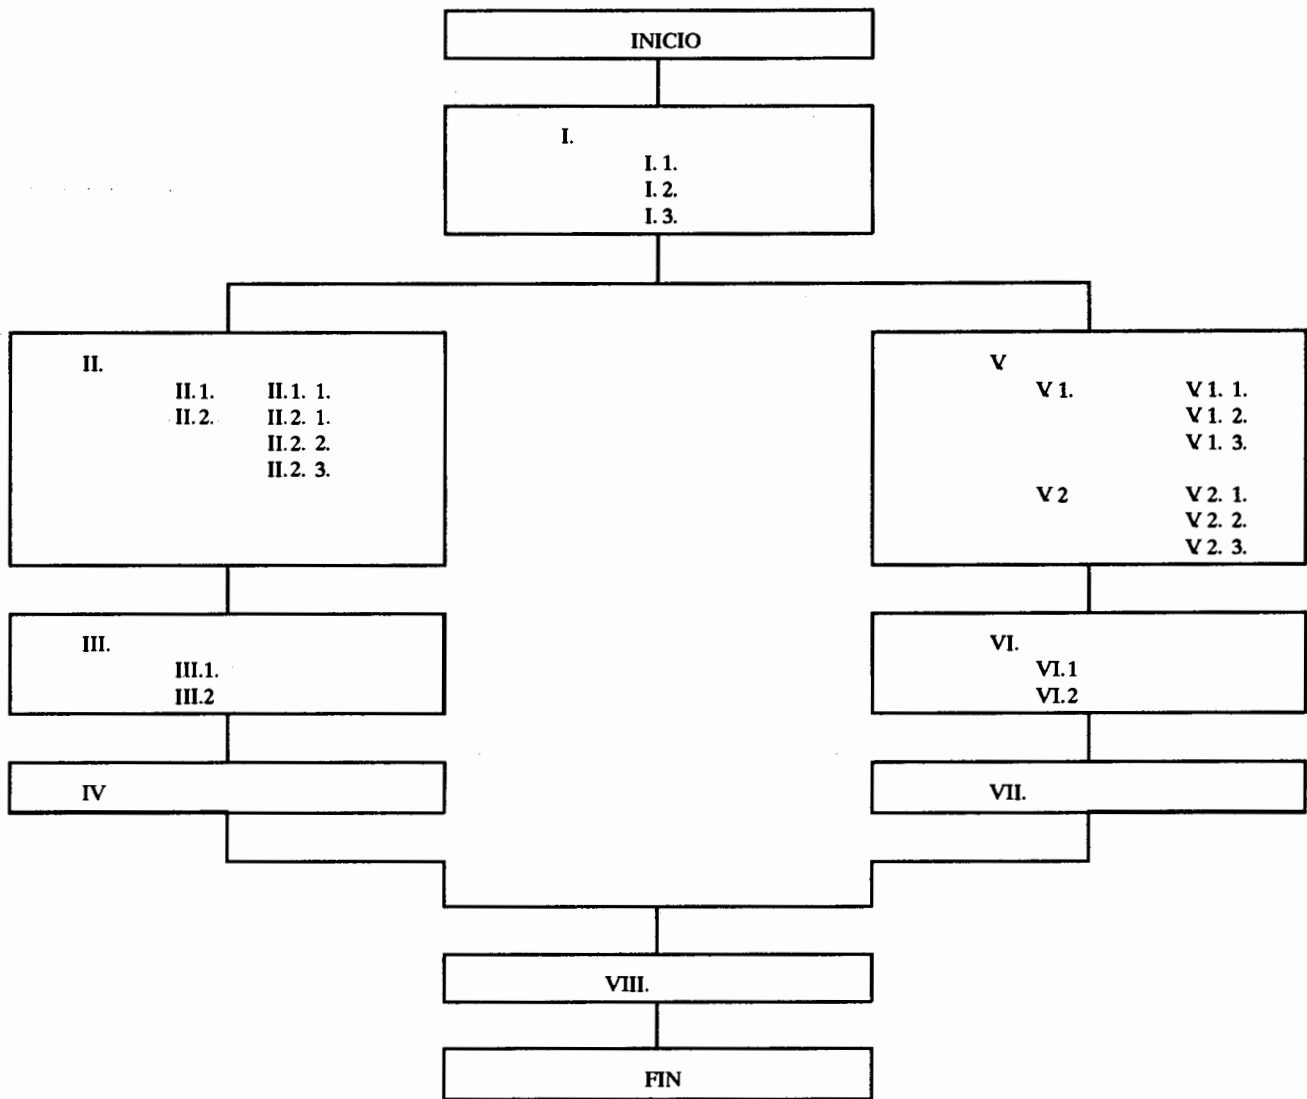 INICIO
I.
I. 1.
I. 2.
I. 3.
II.
II. 1. II. 1. 1.
II. 2. II. 2. 1.
II. 2. 2.
II. 2. 3.
V.
V. 1. V. 1. 1.
V. 1. 2.
V. 1. 3.
V. 2 V. 2. 1.
V. 2. 2.
V. 2. 3.
III.
III.1.
III.2
VI.
VI.1
VI.2
IV
VII.
VIII.
FIN